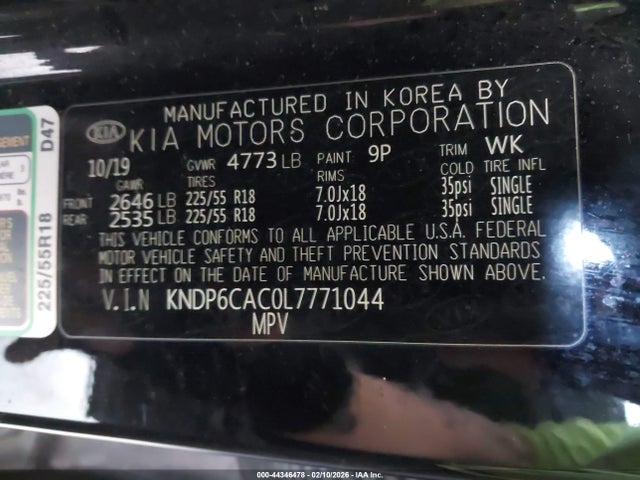 MANUFACTURED IN KOREA BY
KIA KIA MOTORS CORPORATION
10/19 GVWR 4773 LB PAINT 9P TRIM WK
GAWR TIRES RIMS COLD TIRE INFL
FRONT 2646 LB 225/55 R18 7.0Jx18 35psi SINGLE
REAR 2535 LB 225/55 R18 7.0Jx18 35psi SINGLE
THIS VEHICLE CONFORMS TO ALL APPLICABLE U.S.A. FEDERAL
MOTOR VEHICLE SAFETY AND THEFT PREVENTION STANDARDS
IN EFFECT ON THE DATE OF MANUFACTURE SHOWN ABOVE.
V.I.N KNDP6CAC0L7771044
MPV
225/55R18 D47
000-44346478 - 02/10/2026 - IAA Inc.